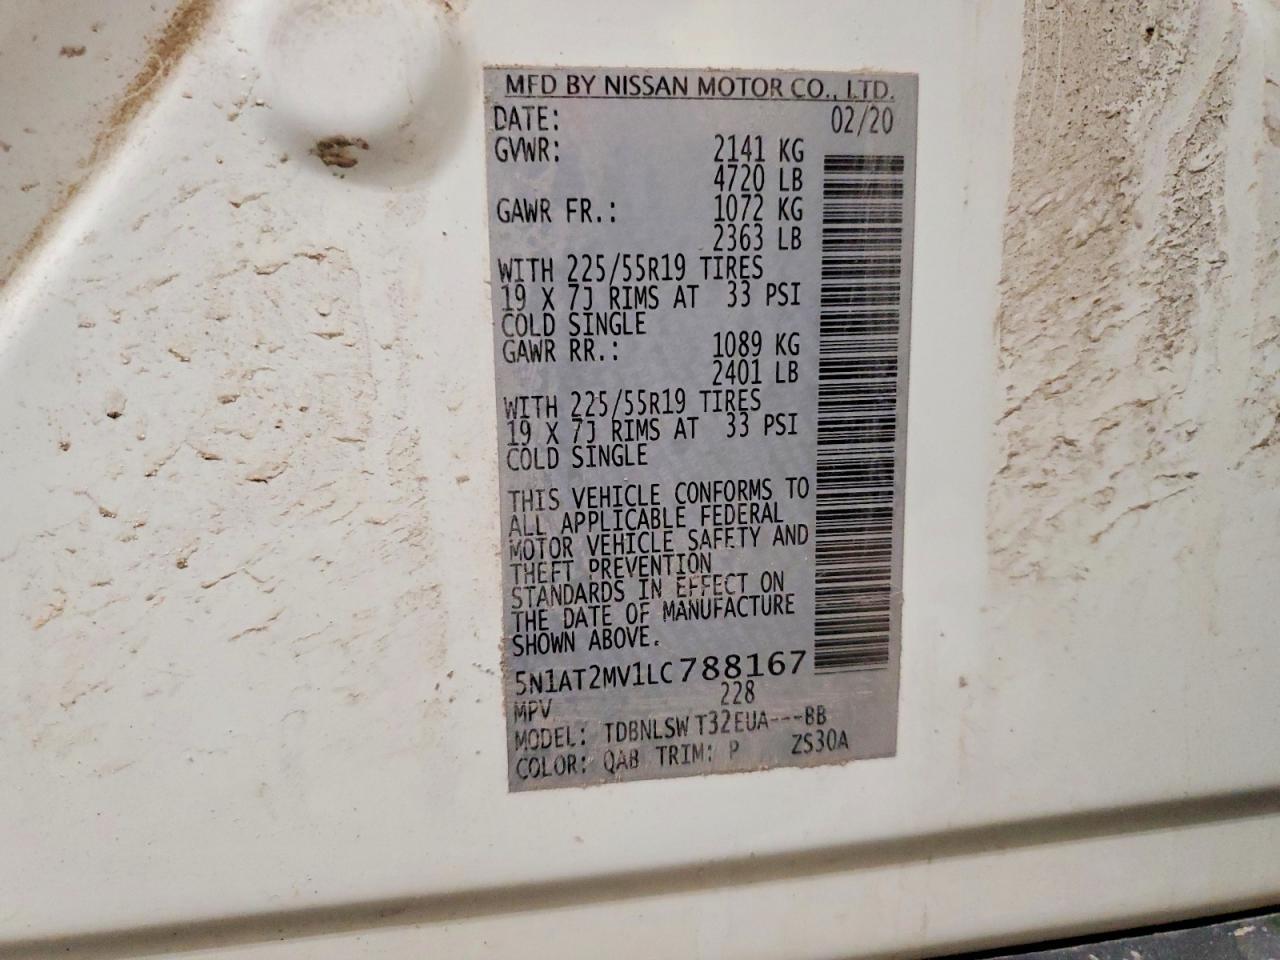 MFD BY NISSAN MOTOR CO., LTD.
DATE: 02/20
GVWR: 2141 KG
4720 LB
GAWR FR.: 1072 KG
2363 LB
WITH 225/55R19 TIRES
19 X 7J RIMS AT 33 PSI
COLD SINGLE
GAWR RR.: 1089 KG
2401 LB
WITH 225/55R19 TIRES
19 X 7J RIMS AT 33 PSI
COLD SINGLE
THIS VEHICLE CONFORMS TO
ALL APPLICABLE FEDERAL
MOTOR VEHICLE SAFETY AND
THEFT PREVENTION
STANDARDS IN EFFECT ON
THE DATE OF MANUFACTURE
SHOWN ABOVE.
5N1AT2MV1LC788167
MPV 228
MODEL: TDBNLSW T32EUA---BB
COLOR: QAB TRIM: P ZS30A